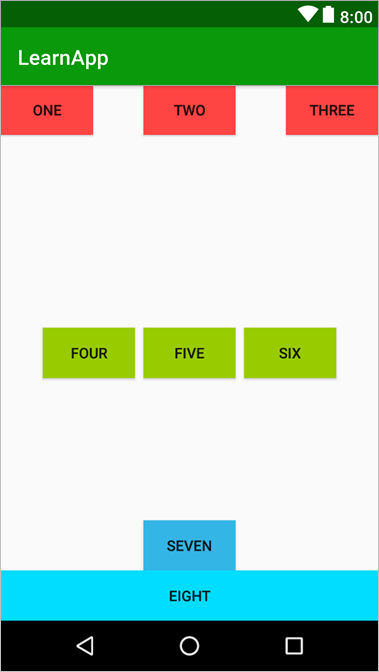 8:00
LearnApp
ONE TWO THREE
FOUR FIVE SIX
SEVEN
EIGHT